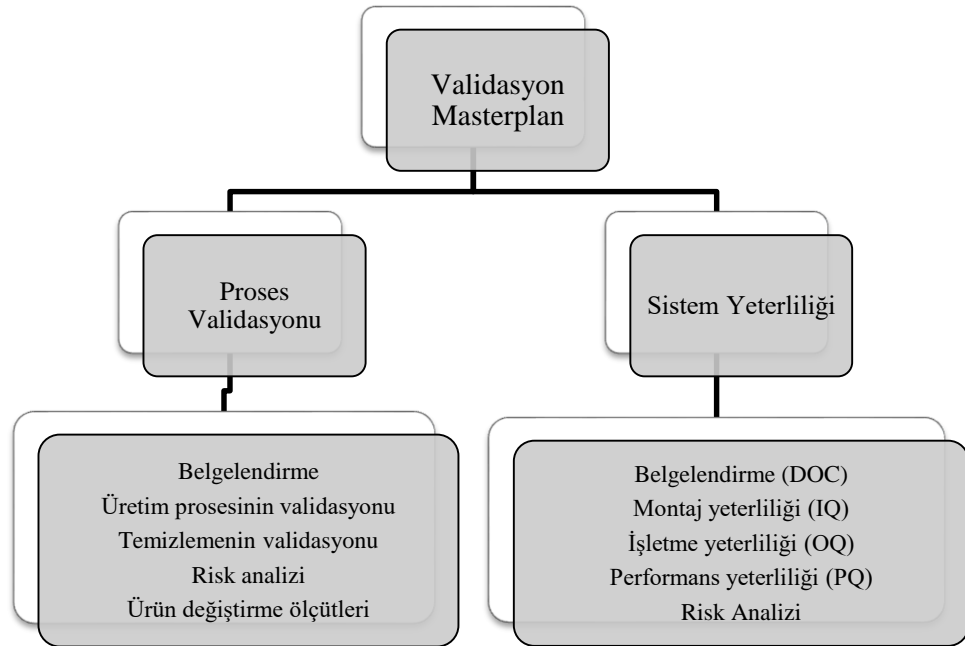 Validasyon
Masterplan
Proses
Validasyonu
Sistem Yeterliliği
Belgelendirme
Üretim prosesinin validasyonu
Temizlemenin validasyonu
Risk analizi
Ürün değiştirme ölçütleri
Belgelendirme (DOC)
Montaj yeterliliği (IQ)
İşletme yeterliliği (OQ)
Performans yeterliliği (PQ)
Risk Analizi